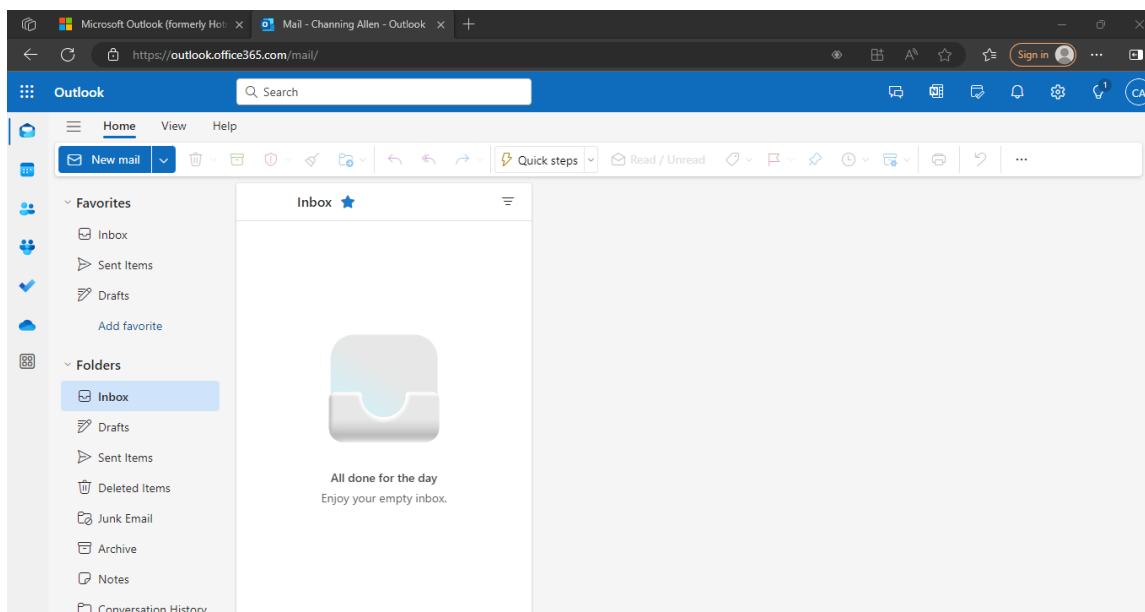 Microsoft Outlook (formerly Hot
Mail - Channing Allen - Outlook
https://outlook.office365.com/mail/
Sign in
Outlook
Search
1
CA
Home View Help
New mail
Quick steps
Read / Unread
Favorites
Inbox
Sent Items
Drafts
Add favorite
Folders
Inbox
Drafts
Sent Items
Deleted Items
Junk Email
Archive
Notes
Conversation History
Inbox
All done for the day
Enjoy your empty inbox.